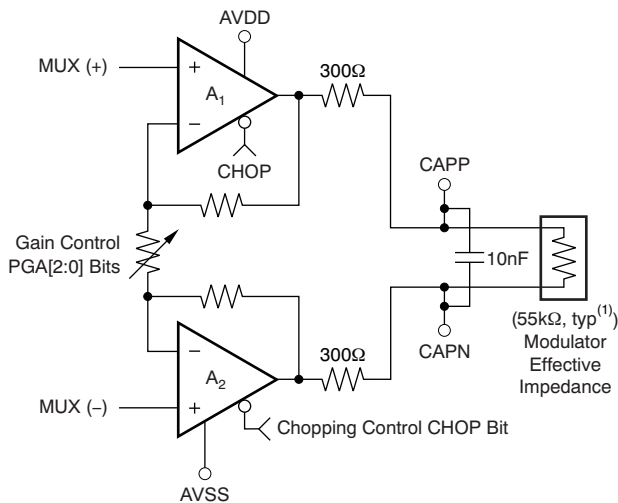 AVDD
MUX (+)
+
A1
−
CHOP
300Ω
CAPP
Gain Control
PGA[2:0] Bits
10nF
(55kΩ, typ(1))
Modulator
Effective
Impedance
CAPN
300Ω
−
A2
+
MUX (−)
Chopping Control CHOP Bit
AVSS